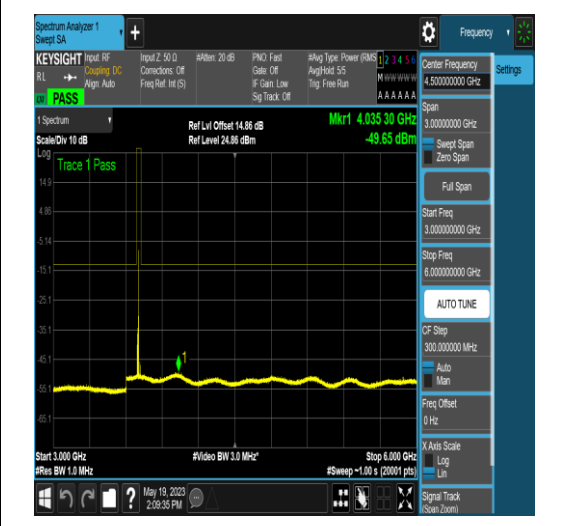 Spectrum Analyzer 1
Swept SA
+
Frequency
KEYSIGHT
RL
PASS
Input: RF
Coupling: DC
Align: Auto
Input Z: 50 Ω
Corrections: Off
Freq Ref: Int (S)
#Atten: 20 dB
PNO: Fast
Gate: Off
IF Gain: Low
Sig Track: Off
#Avg Type: Power (RMS
Avg|Hold: 5/5
Trig: Free Run
1 2 3 4 5 6
M W W W W W
A A A A A A
1 Spectrum
Scale/Div 10 dB
Ref Lvl Offset 14.86 dB
Ref Level 24.86 dBm
Mkr1 4.035 30 GHz
-49.65 dBm
Log
Trace 1 Pass
14.9
4.86
-5.14
-15.1
-25.1
-35.1
-45.1
-55.1
-65.1
1
Start 3.000 GHz
#Res BW 1.0 MHz
#Video BW 3.0 MHz*
Stop 6.000 GHz
#Sweep ~1.00 s (20001 pts)
May 19, 2023
2:09:35 PM
?
Center Frequency
4.500000000 GHz
Span
3.00000000 GHz
Swept Span
Zero Span
Full Span
Start Freq
3.000000000 GHz
Stop Freq
6.000000000 GHz
AUTO TUNE
CF Step
300.000000 MHz
Auto
Man
Freq Offset
0 Hz
X Axis Scale
Log
Lin
Signal Track
(Span Zoom)
Settings